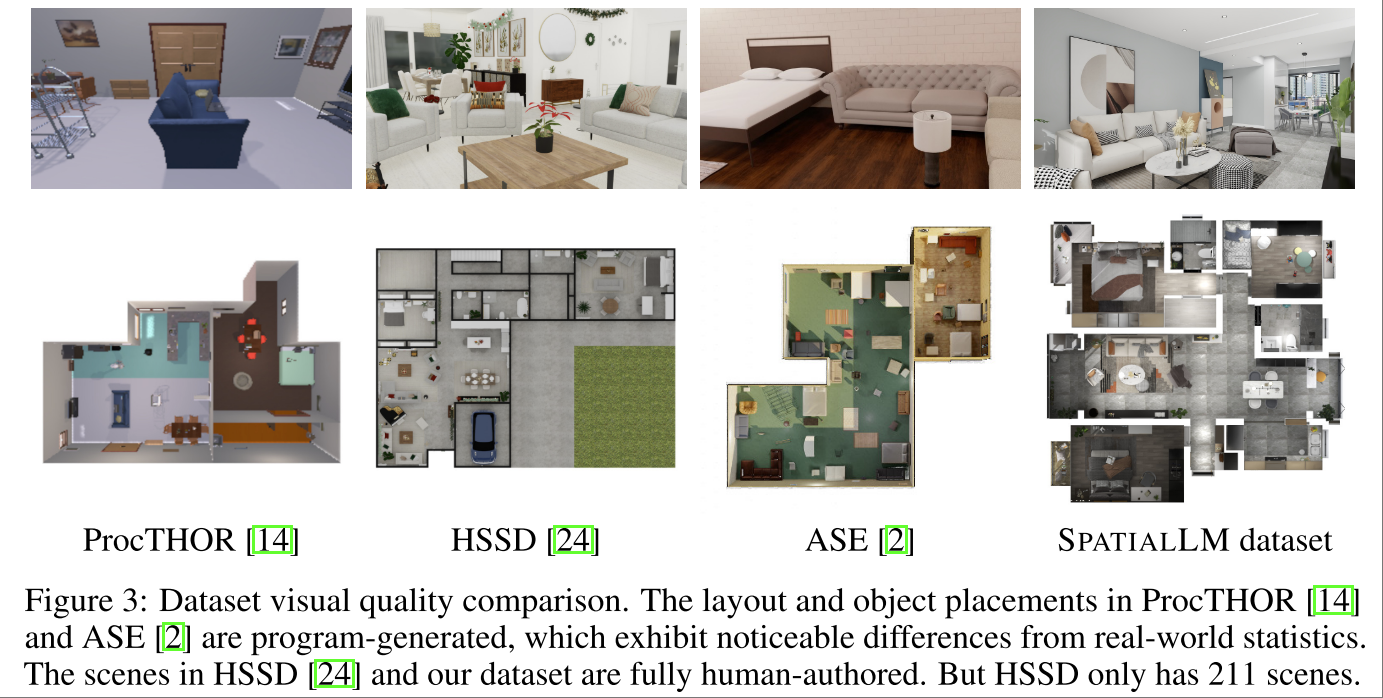 ProcTHOR [14] HSSD [24] ASE [2] SPATIALLM dataset
Figure 3: Dataset visual quality comparison. The layout and object placements in ProcTHOR [14]
and ASE [2] are program-generated, which exhibit noticeable differences from real-world statistics.
The scenes in HSSD [24] and our dataset are fully human-authored. But HSSD only has 211 scenes.